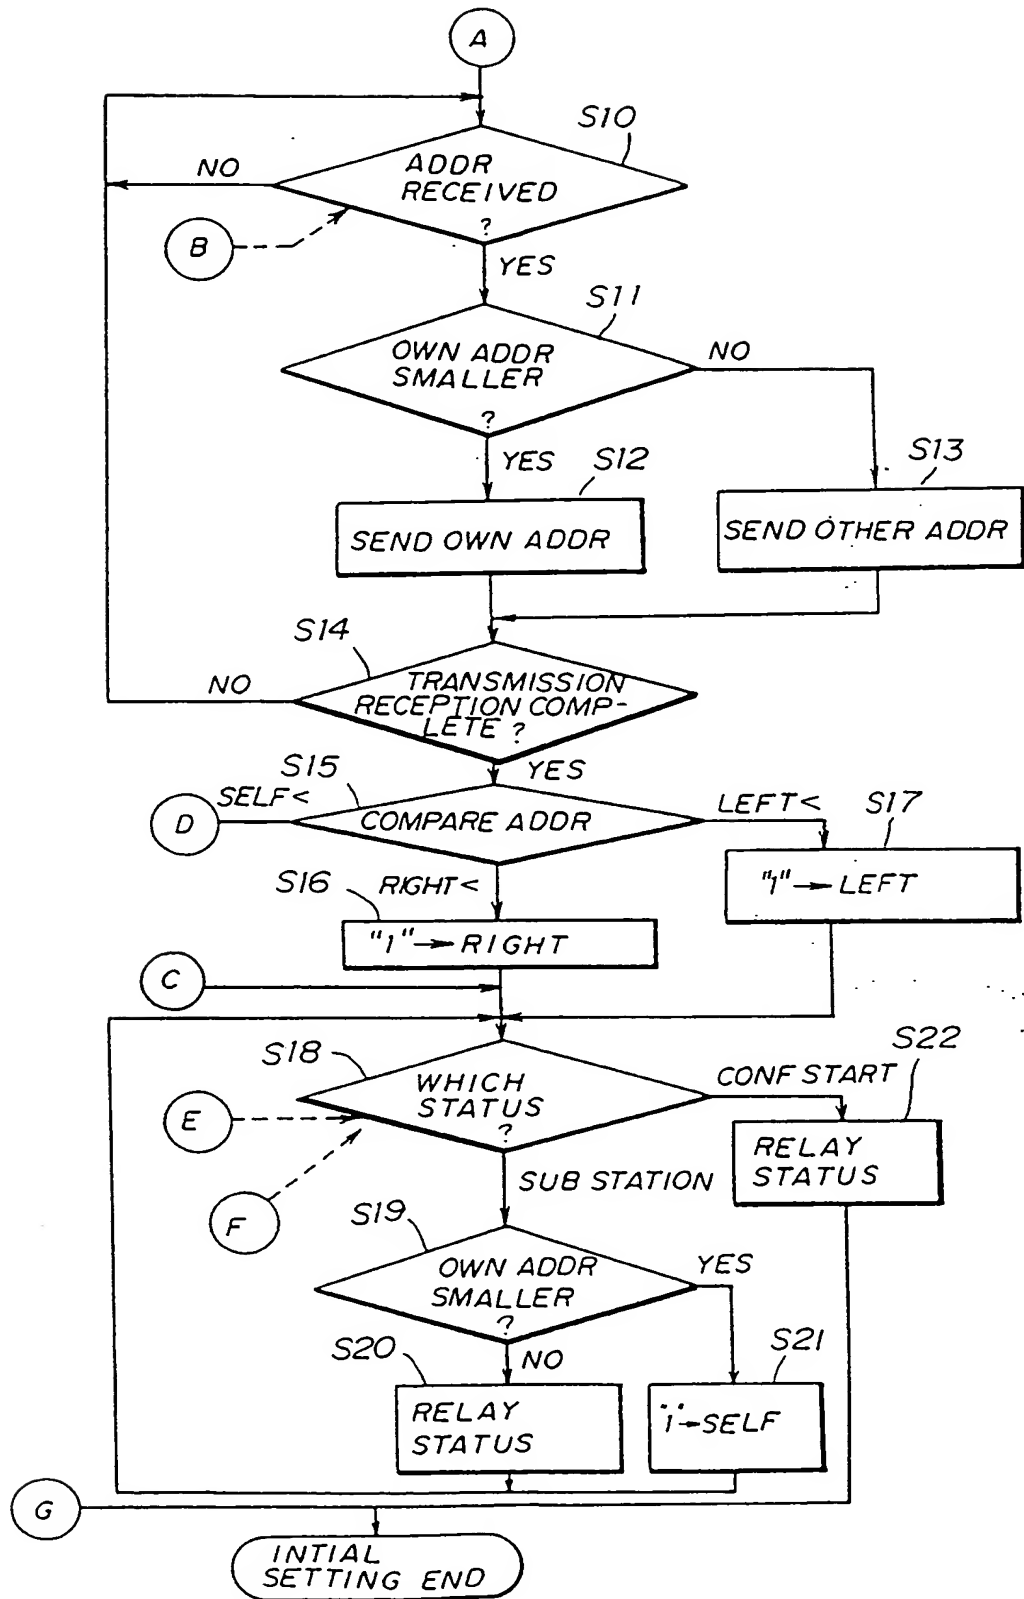 A
S10
NO
ADDR
RECEIVED
?
B
YES
S11
OWN ADDR
SMALLER
?
NO
YES
S12
S13
SEND OWN ADDR
SEND OTHER ADDR
S14
NO
TRANSMISSION
RECEPTION COMP-
LETE ?
YES
S15
SELF<
D
COMPARE ADDR
LEFT<
S17
"1"→LEFT
S16
RIGHT<
"1"→RIGHT
C
S18
WHICH
STATUS
?
CONF START
S22
E
RELAY
STATUS
F
SUB STATION
S19
OWN ADDR
SMALLER
?
YES
S20
NO
S21
RELAY
STATUS
"1"→SELF
G
INTIAL
SETTING END